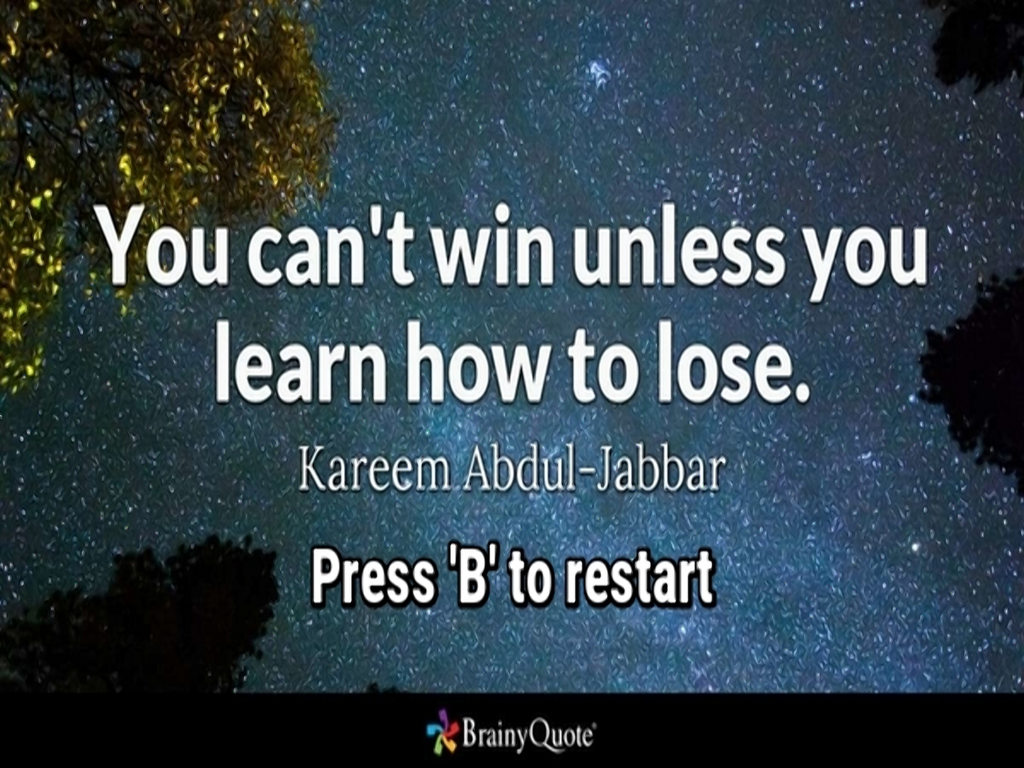 You can't win unless you
learn how to lose.
Kareem Abdul-Jabbar
Press 'B' to restart
BrainyQuote®